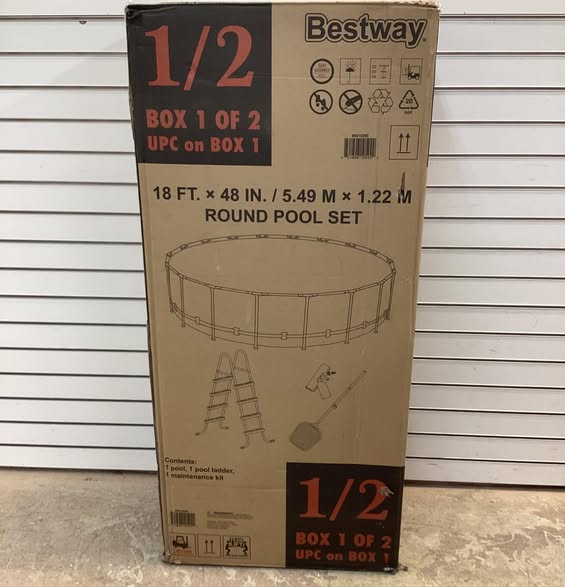 1/2
BOX 1 OF 2
UPC on BOX 1
Bestway
20
PAP
18 FT. × 48 IN. / 5.49 M × 1.22 M
ROUND POOL SET
Contents:
1 pool, 1 pool ladder,
1 maintenance kit
1/2
BOX 1 OF 2
UPC on BOX 1